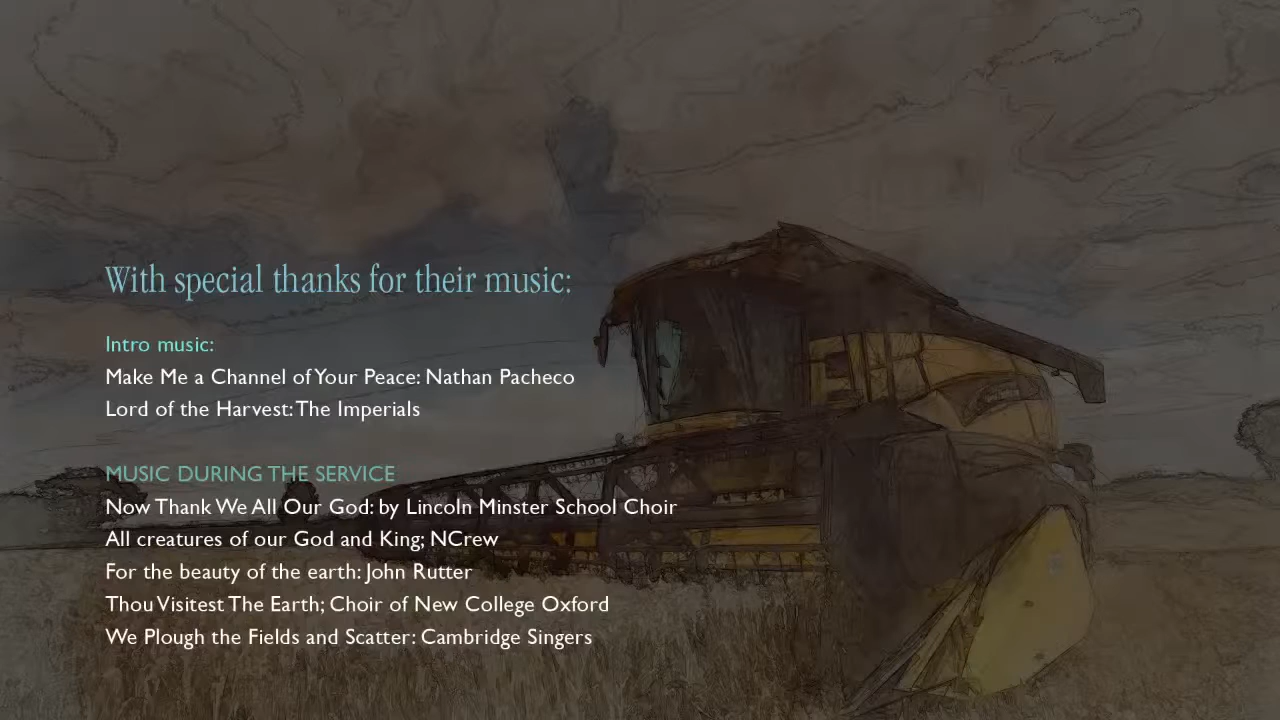 With special thanks for their music:
Intro music:
Make Me a Channel of Your Peace: Nathan Pacheco
Lord of the Harvest: The Imperials
MUSIC DURING THE SERVICE
Now Thank We All Our God: by Lincoln Minster School Choir
All creatures of our God and King; NCrew
For the beauty of the earth: John Rutter
Thou Visitest The Earth; Choir of New College Oxford
We Plough the Fields and Scatter: Cambridge Singers